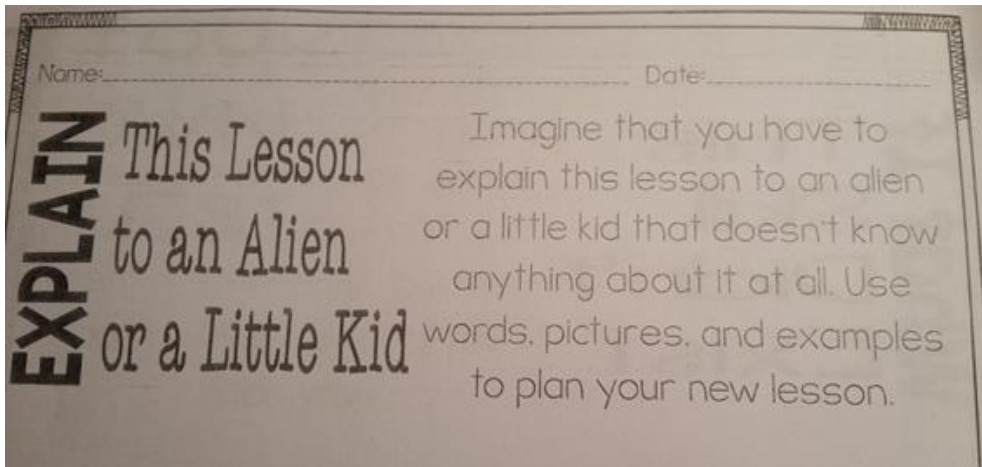 Name: Date:
EXPLAIN
This Lesson
to an Alien
or a Little Kid
Imagine that you have to
explain this lesson to an alien
or a little kid that doesn't know
anything about it at all. Use
words, pictures, and examples
to plan your new lesson.